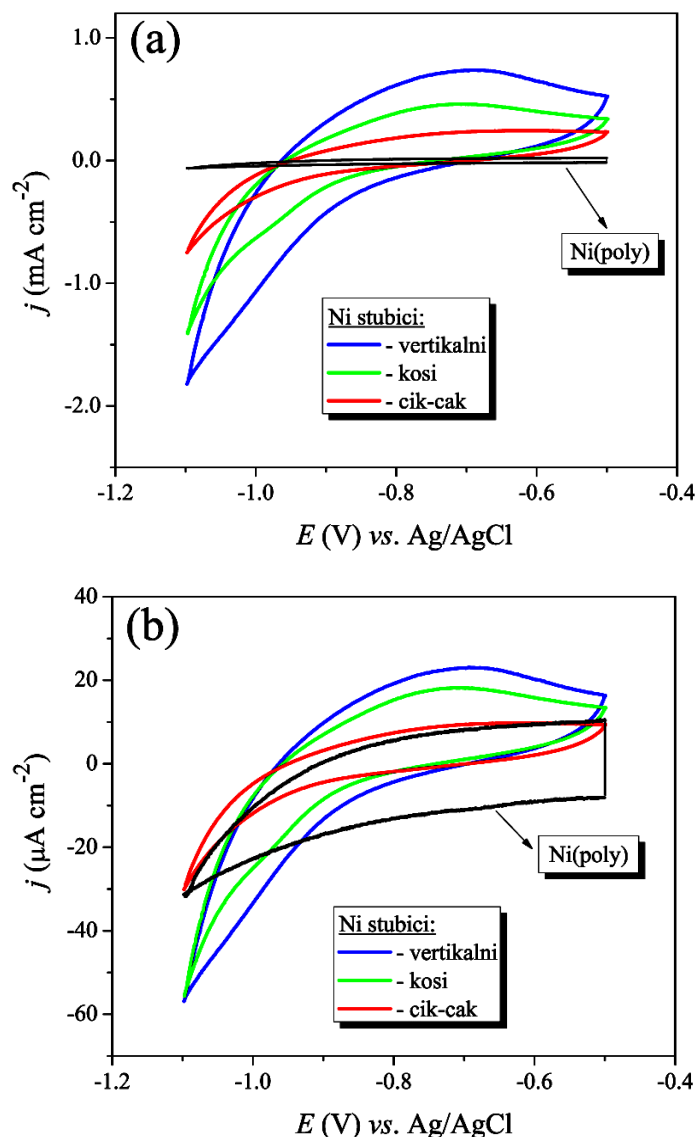 (a)
1.0
0.0
-1.0
-2.0
j (mA cm⁻²)
Ni(poly)
Ni stubici:
- vertikalni
- kosi
- cik-cak
-1.2 -1.0 -0.8 -0.6 -0.4
E (V) vs. Ag/AgCl
(b)
40
20
0
-20
-40
-60
j (μA cm⁻²)
Ni(poly)
Ni stubici:
- vertikalni
- kosi
- cik-cak
-1.2 -1.0 -0.8 -0.6 -0.4
E (V) vs. Ag/AgCl